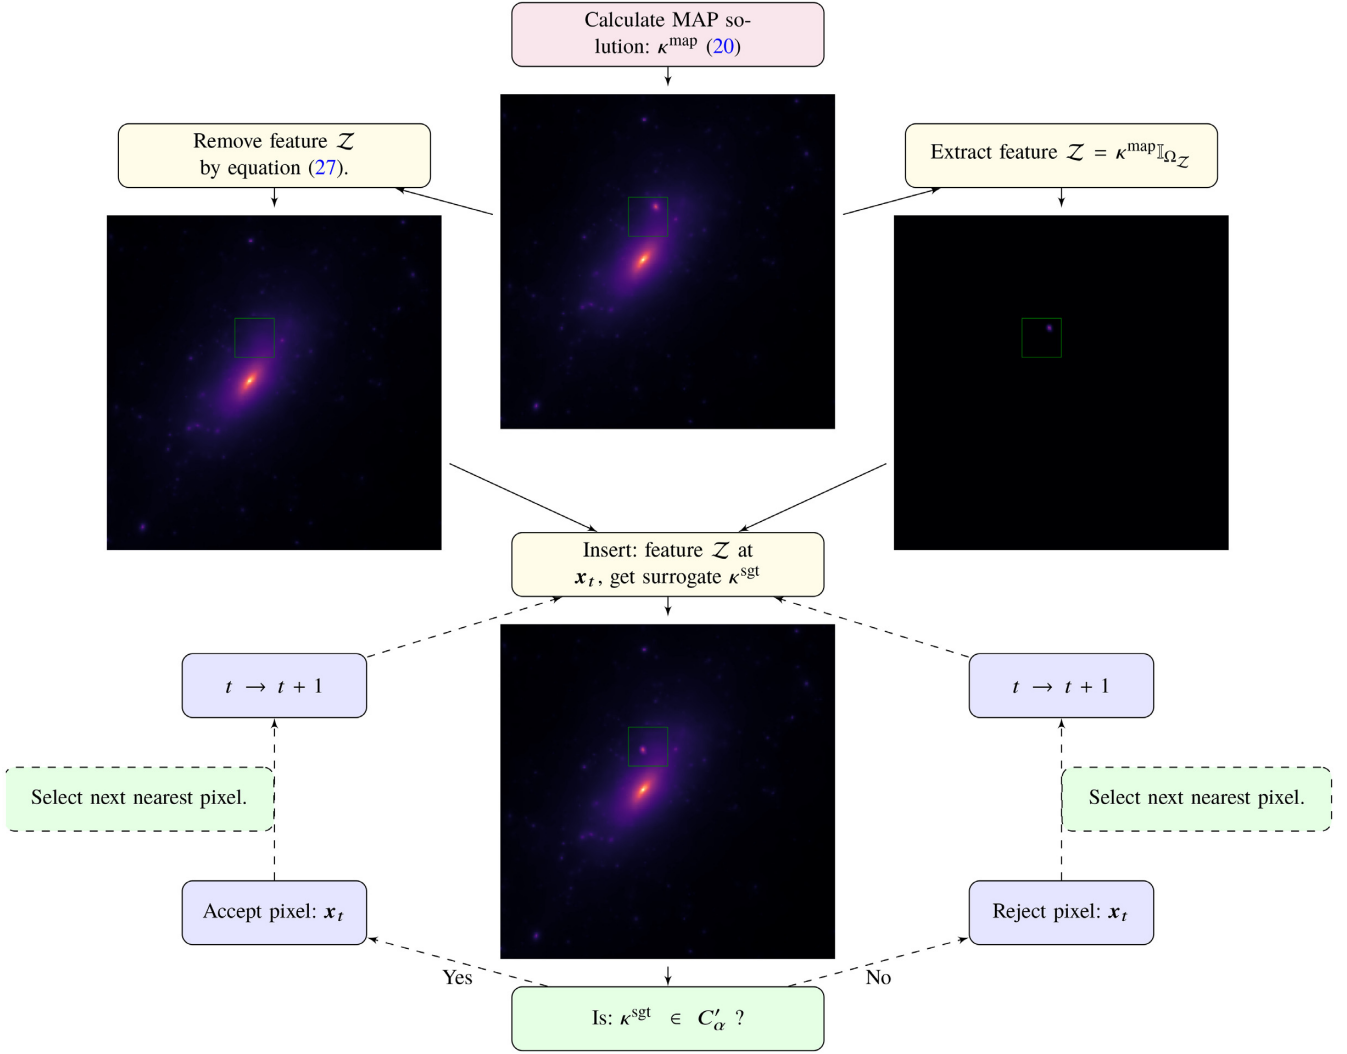 Calculate MAP so-
lution: κ^map (20)
Remove feature 𝒵
by equation (27).
Extract feature 𝒵 = κ^map 𝕀_Ω_𝒵
Insert: feature 𝒵 at
x_t, get surrogate κ^sgt
t → t + 1
t → t + 1
Select next nearest pixel.
Select next nearest pixel.
Accept pixel: x_t
Reject pixel: x_t
Yes
No
Is: κ^sgt ∈ C′_α ?